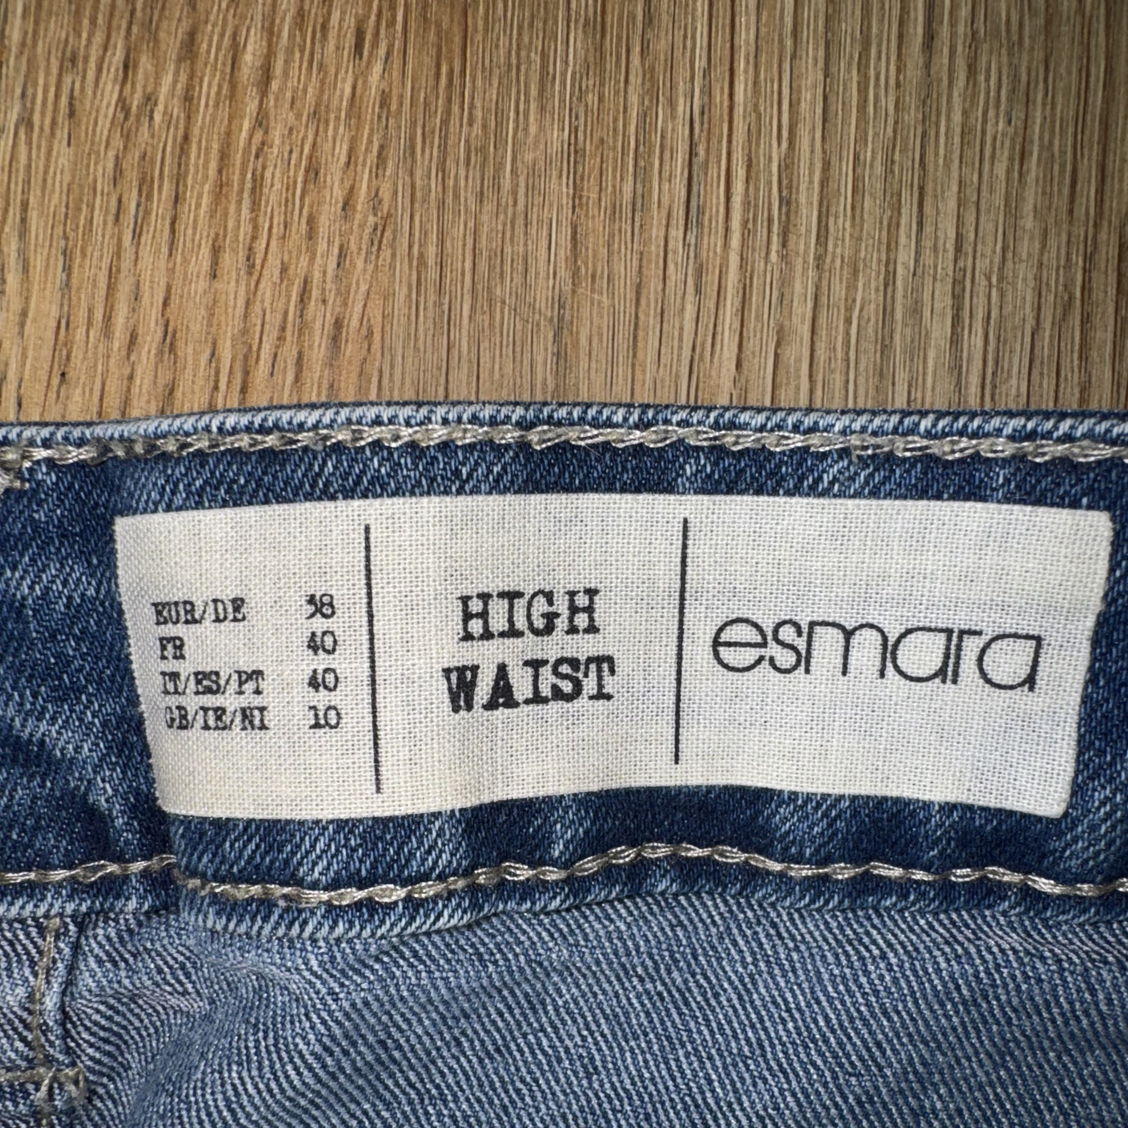 EUR/DE 38
FR 40
IT/ES/PT 40
GB/IE/NI 10
HIGH
WAIST
esmara